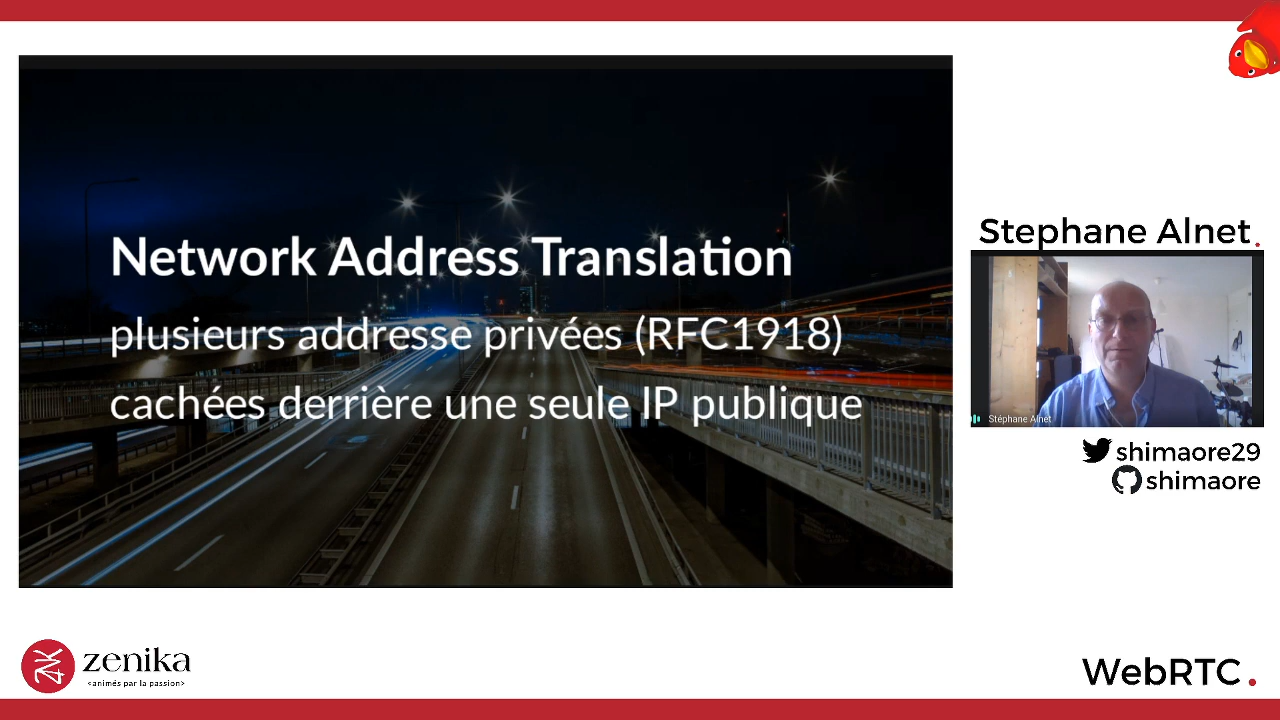 Network Address Translation
plusieurs addresse privées (RFC1918)
cachées derrière une seule IP publique
Stephane Alnet.
Stéphane Alnet
shimaore29
shimaore
zenika
<animés par la passion>
WebRTC.